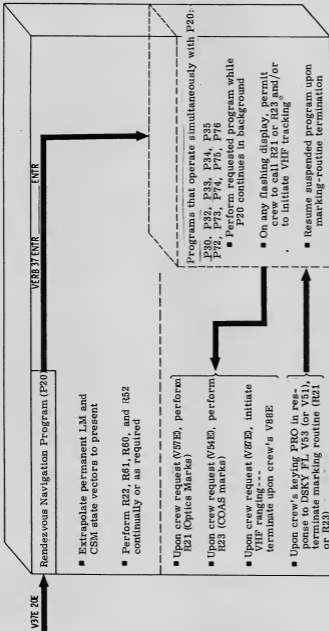 V37E 20E
Rendezvous Navigation Program (P20)
VERB 37 ENTR
ENTR
■ Extrapolate permanent LM and
CSM state vectors to present
■ Perform R22, R61, R60, and R52
continually or as required
■ Upon crew request (V57E), perform
R21 (Optics Marks)
■ Upon crew request (V54E), perform
R23 (COAS marks)
■ Upon crew request (V87E), initiate
VHF ranging---
terminate upon crew's V88E
■ Upon crew's keying PRO in res-
ponse to DSKY FL V53 (or V51),
terminate marking routine (R21
or R23)
Programs that operate simultaneously with P20:
P30, P32, P33, P34, P35
P72, P73, P74, P75, P76
■ Perform requested program while
P20 continues in background
■ On any flashing display, permit
crew to call R21 or R23 and/or
to initiate VHF tracking
■ Resume suspended program upon
marking-routine termination